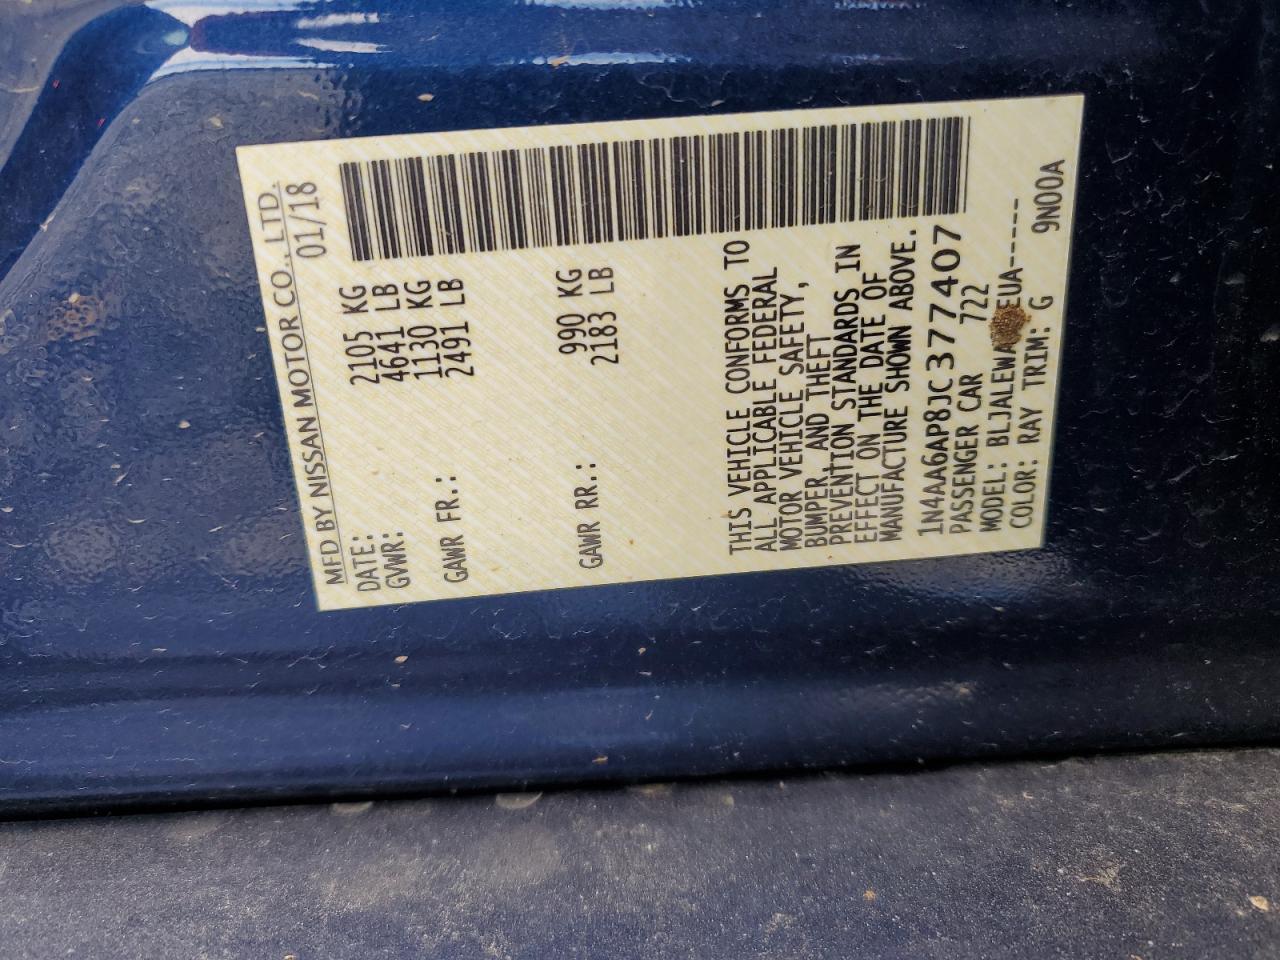 MFD BY NISSAN MOTOR CO., LTD.
DATE: 01/18
GVWR: 2105 KG
4641 LB
GAWR FR.: 1130 KG
2491 LB
GAWR RR.: 990 KG
2183 LB
THIS VEHICLE CONFORMS TO
ALL APPLICABLE FEDERAL
MOTOR VEHICLE SAFETY,
BUMPER, AND THEFT
PREVENTION STANDARDS IN
EFFECT ON THE DATE OF
MANUFACTURE SHOWN ABOVE.
1N4AA6AP8JC377407
PASSENGER CAR 722
MODEL:
COLOR: RAY TRIM: G 9N00A